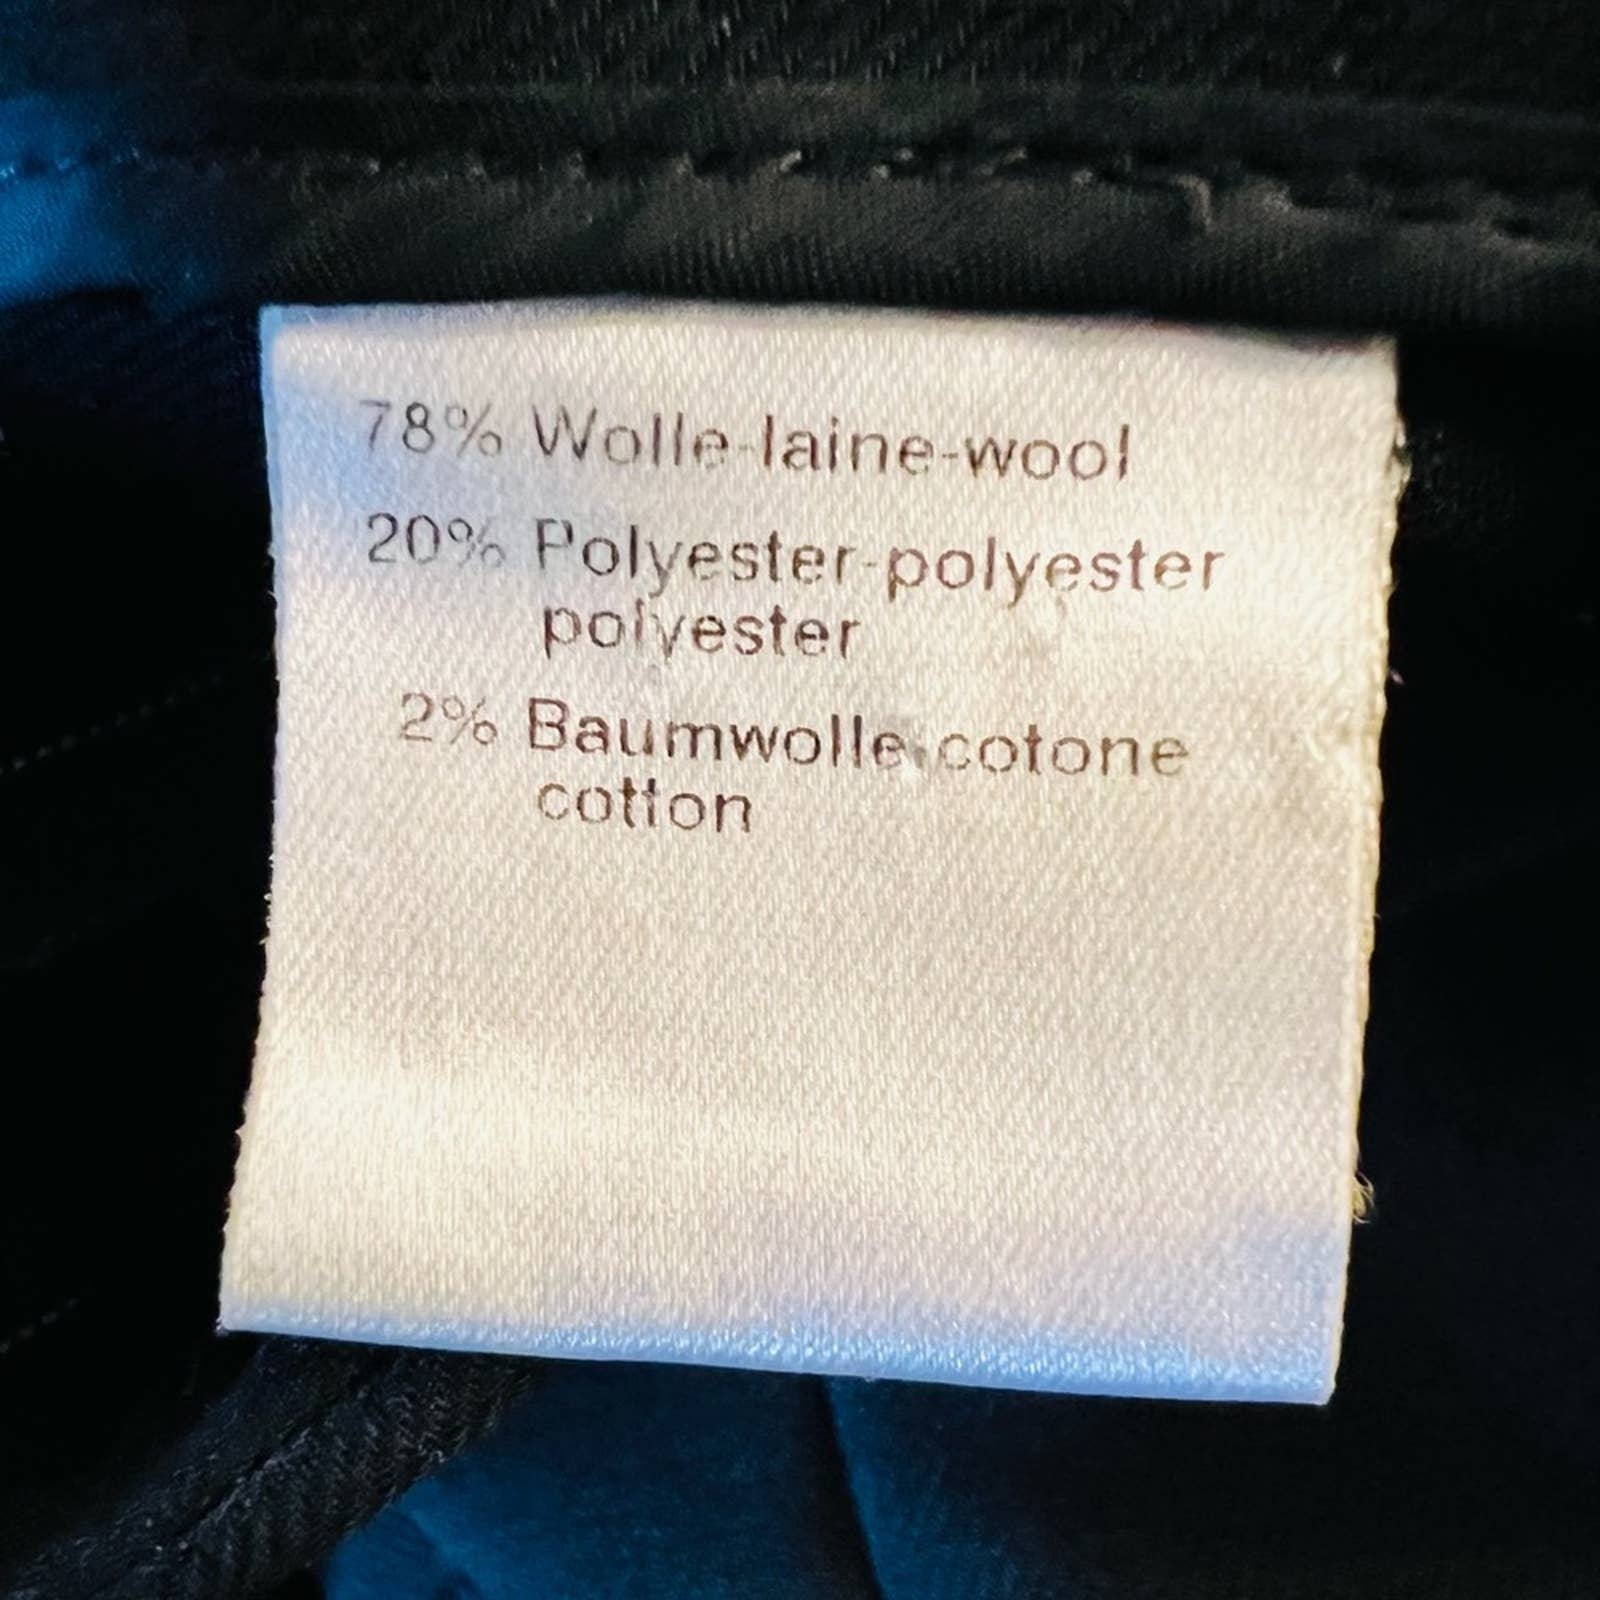 78% Wolle-laine-wool
20% Polyester-polyester
polyester
2% Baumwolle-cotone
cotton